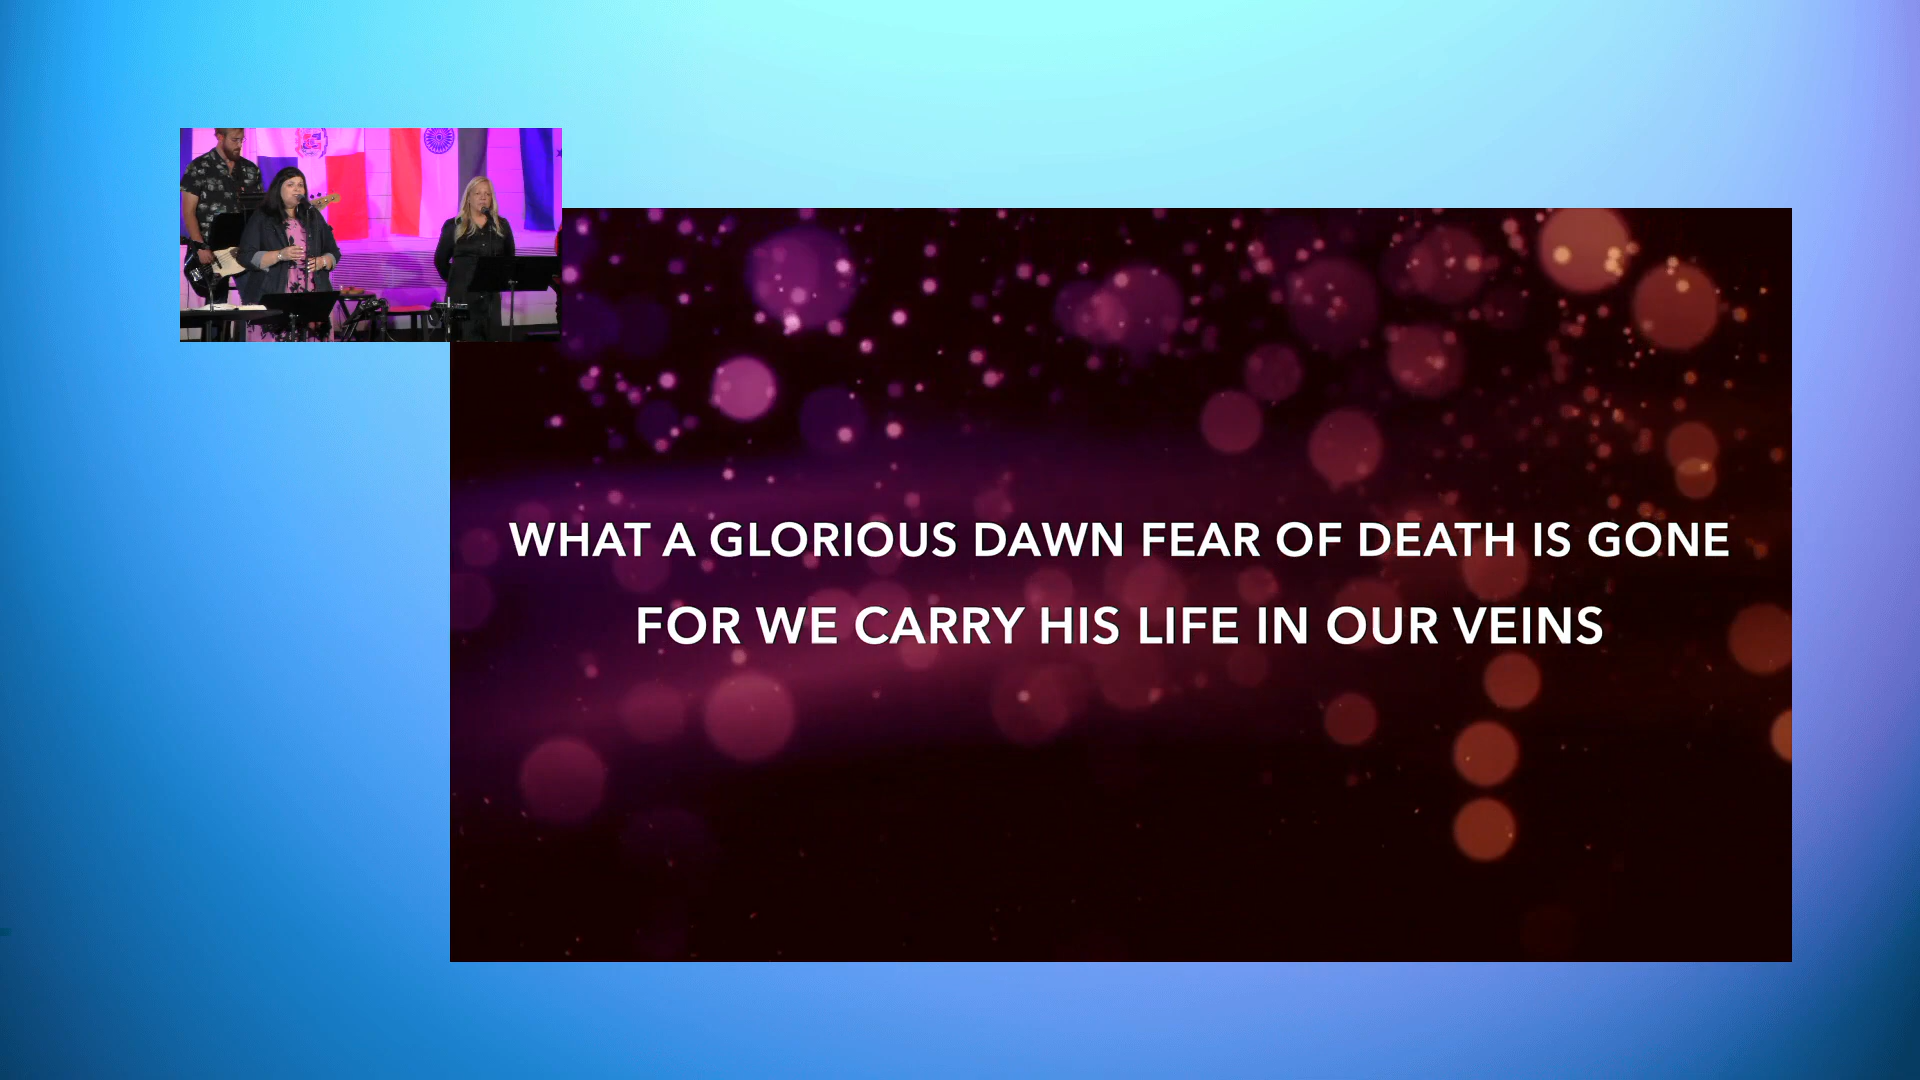 WHAT A GLORIOUS DAWN FEAR OF DEATH IS GONE
FOR WE CARRY HIS LIFE IN OUR VEINS